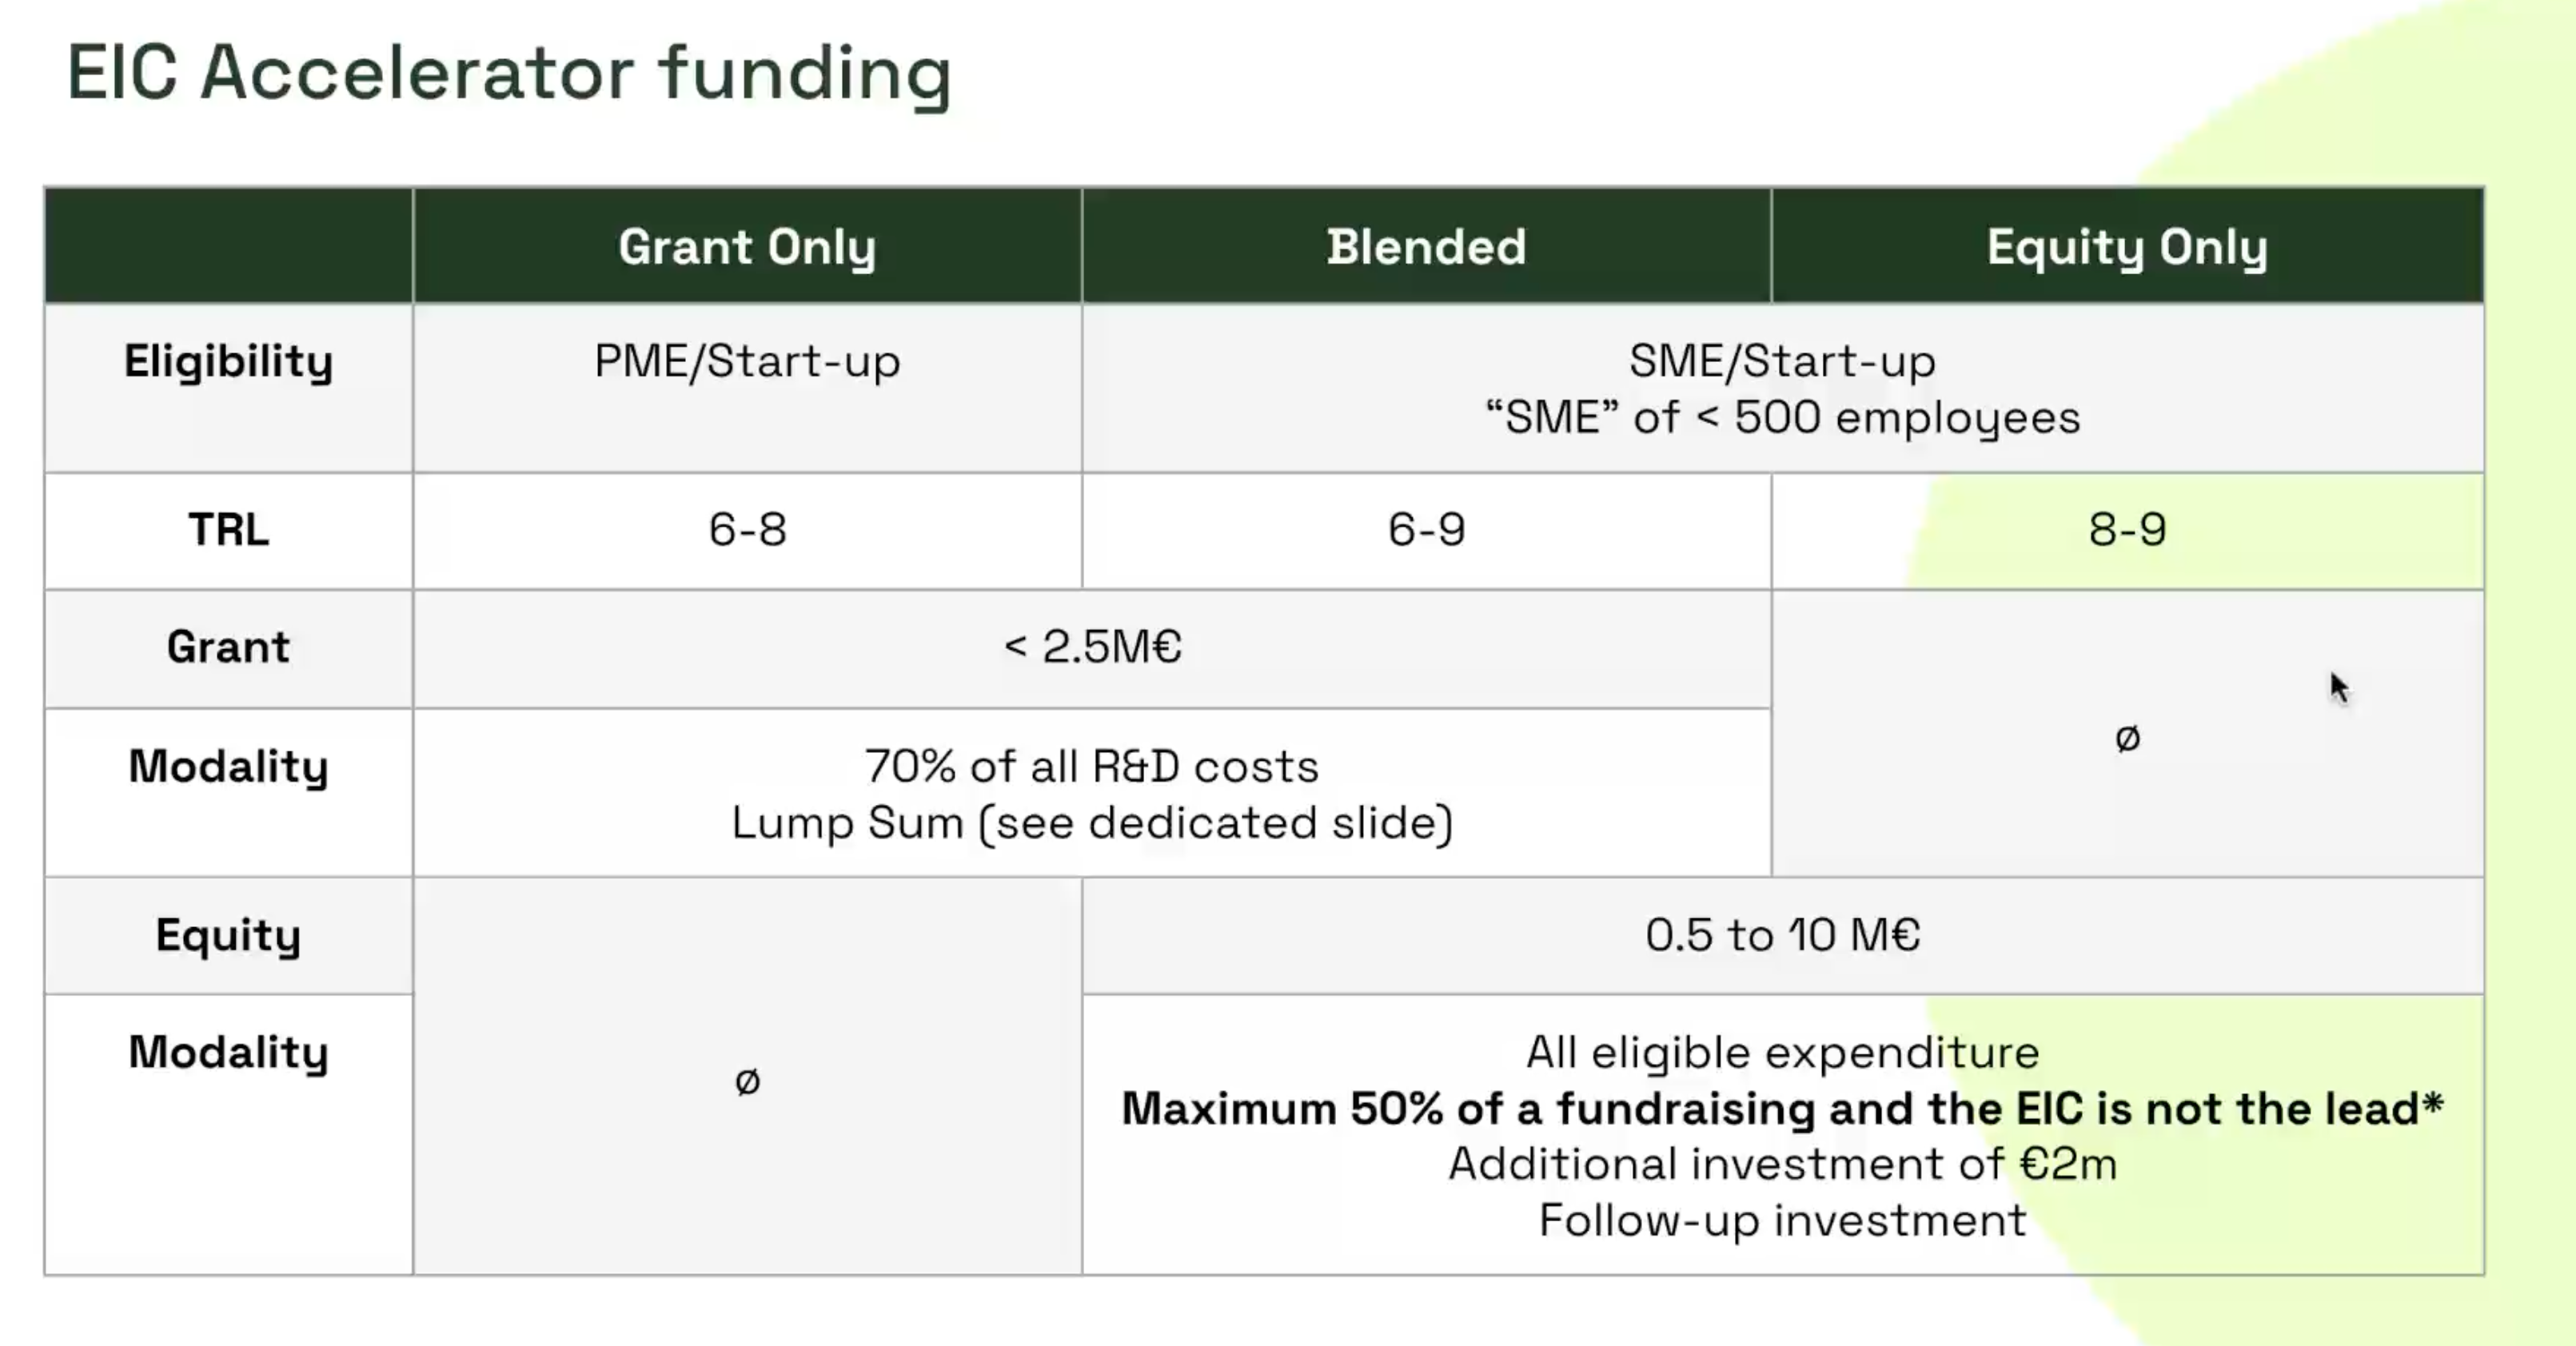 EIC Accelerator funding
Grant Only
Blended
Equity Only
Eligibility
PME/Start-up
SME/Start-up
“SME” of < 500 employees
TRL
6-8
6-9
8-9
Grant
< 2.5M€
ø
Modality
70% of all R&D costs
Lump Sum (see dedicated slide)
Equity
ø
0.5 to 10 M€
Modality
All eligible expenditure
Maximum 50% of a fundraising and the EIC is not the lead*
Additional investment of €2m
Follow-up investment